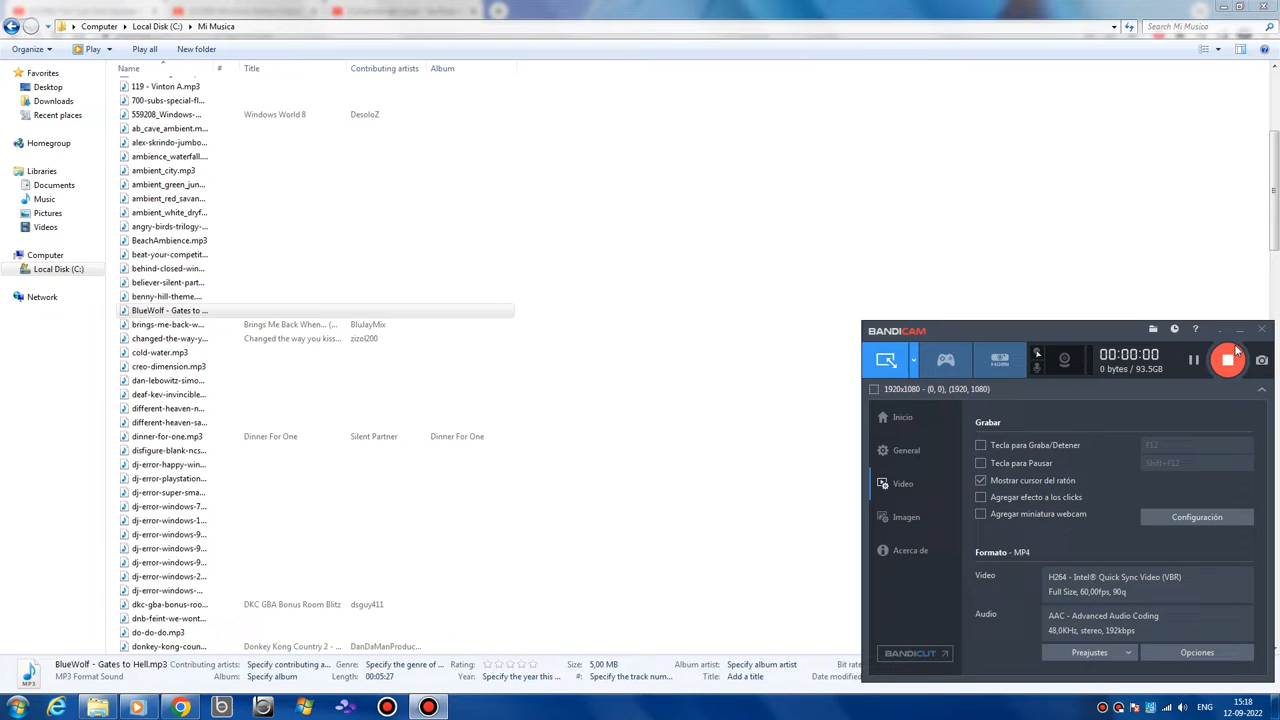 Computer Local Disk (C:) Mi Musica
Search Mi Musica
Organize Play Play all New folder
Name # Title Contributing artists Album
Favorites
Desktop
Downloads
Recent places
Homegroup
Libraries
Documents
Music
Pictures
Videos
Computer
Local Disk (C:)
Network
119 - Vinton A.mp3
700-subs-special-fl...
559208_Windows-... Windows World 8 DesoloZ
ab_cave_ambient.m...
alex-skrindo-jumbo...
ambience_waterfall...
ambient_city.mp3
ambient_green_jun...
ambient_red_savan...
ambient_white_dryf...
angry-birds-trilogy-...
BeachAmbience.mp3
beat-your-competit...
behind-closed-win...
believer-silent-part...
benny-hill-theme....
BlueWolf - Gates to ...
brings-me-back-w... Brings Me Back When... (... BluJayMix
changed-the-way-y... Changed the way you kiss... zizol200
cold-water.mp3
creo-dimension.mp3
dan-lebowitz-simo...
deaf-kev-invincible...
different-heaven-n...
different-heaven-sa...
dinner-for-one.mp3 Dinner For One Silent Partner Dinner For One
disfigure-blank-ncs...
dj-error-happy-win...
dj-error-playstation...
dj-error-super-sma...
dj-error-windows-7...
dj-error-windows-1...
dj-error-windows-9...
dj-error-windows-9...
dj-error-windows-9...
dj-error-windows-2...
dj-error-windows-...
dkc-gba-bonus-roo... DKC GBA Bonus Room Blitz dsguy411
dnb-feint-we-wont...
do-do-do.mp3
donkey-kong-coun... Donkey Kong Country 2 - ... DanDaManProduc...
BANDICAM
00:00:00
0 bytes / 93.5GB
1920x1080 - (0, 0), (1920, 1080)
Inicio
General
Video
Imagen
Acerca de
BANDICUT
Grabar
Tecla para Graba/Detener F12
Tecla para Pausar Shift+F12
Mostrar cursor del ratón
Agregar efecto a los clicks
Agregar miniatura webcam
Configuración
Formato - MP4
Video H264 - Intel® Quick Sync Video (VBR)
Full Size, 60,00fps, 90q
Audio AAC - Advanced Audio Coding
48,0KHz, stereo, 192kbps
Preajustes Opciones
BlueWolf - Gates to Hell.mp3 Contributing artists: Specify contributing a... Genre: Specify the genre of ... Rating: Size: 5,00 MB Album artist: Specify album artist Bit rat
MP3 Format Sound Album: Specify album Length: 00:05:27 Year: Specify the year this ... #: Specify the track num... Title: Add a title Date modified
ENG 15:18
12-09-2022